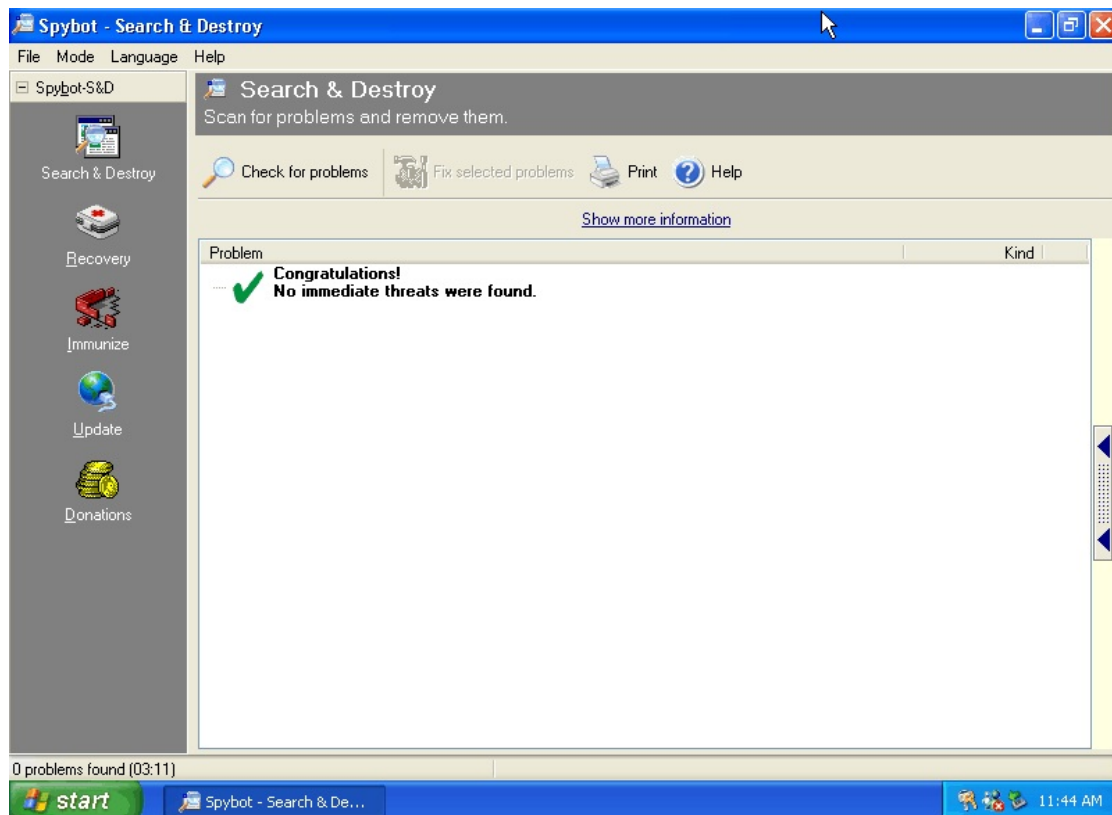 Spybot - Search & Destroy
File Mode Language Help
Spybot-S&D
Search & Destroy
Recovery
Immunize
Update
Donations
Search & Destroy
Scan for problems and remove them.
Check for problems Fix selected problems Print Help
Show more information
Problem Kind
Congratulations!
No immediate threats were found.
0 problems found (03:11)
start Spybot - Search & De... 11:44 AM